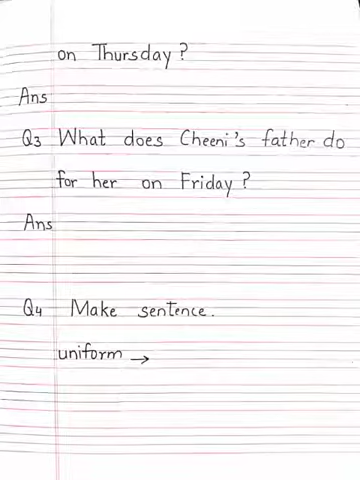 on Thursday ?
Ans
Q3 What does Cheeni's father do
for her on Friday ?
Ans
Q4 Make sentence.
uniform →